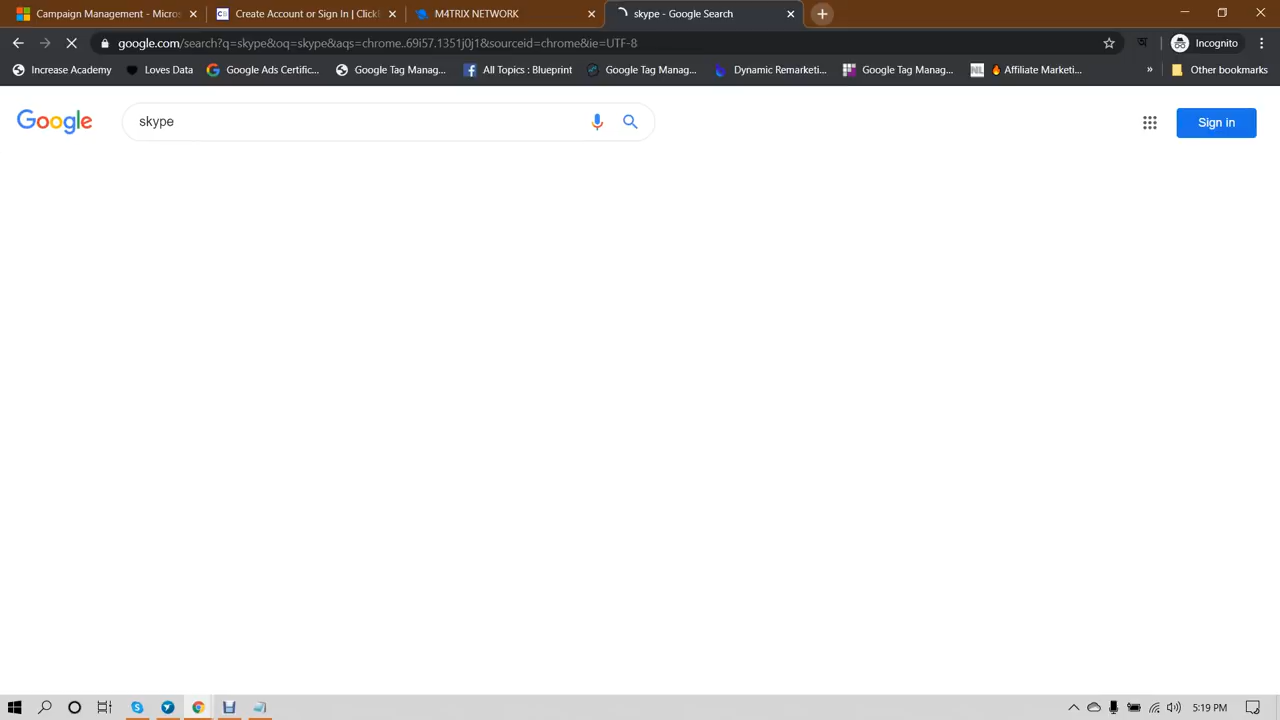 Campaign Management - Micros
Create Account or Sign In | Click
M4TRIX NETWORK
skype - Google Search
google.com/search?q=skype&oq=skype&aqs=chrome..69i57.1351j0j1&sourceid=chrome&ie=UTF-8
Incognito
Increase Academy
Loves Data
Google Ads Certific...
Google Tag Manag...
All Topics : Blueprint
Google Tag Manag...
Dynamic Remarketi...
Google Tag Manag...
NL
Affiliate Marketi...
»
Other bookmarks
Google
skype
Sign in
5:19 PM